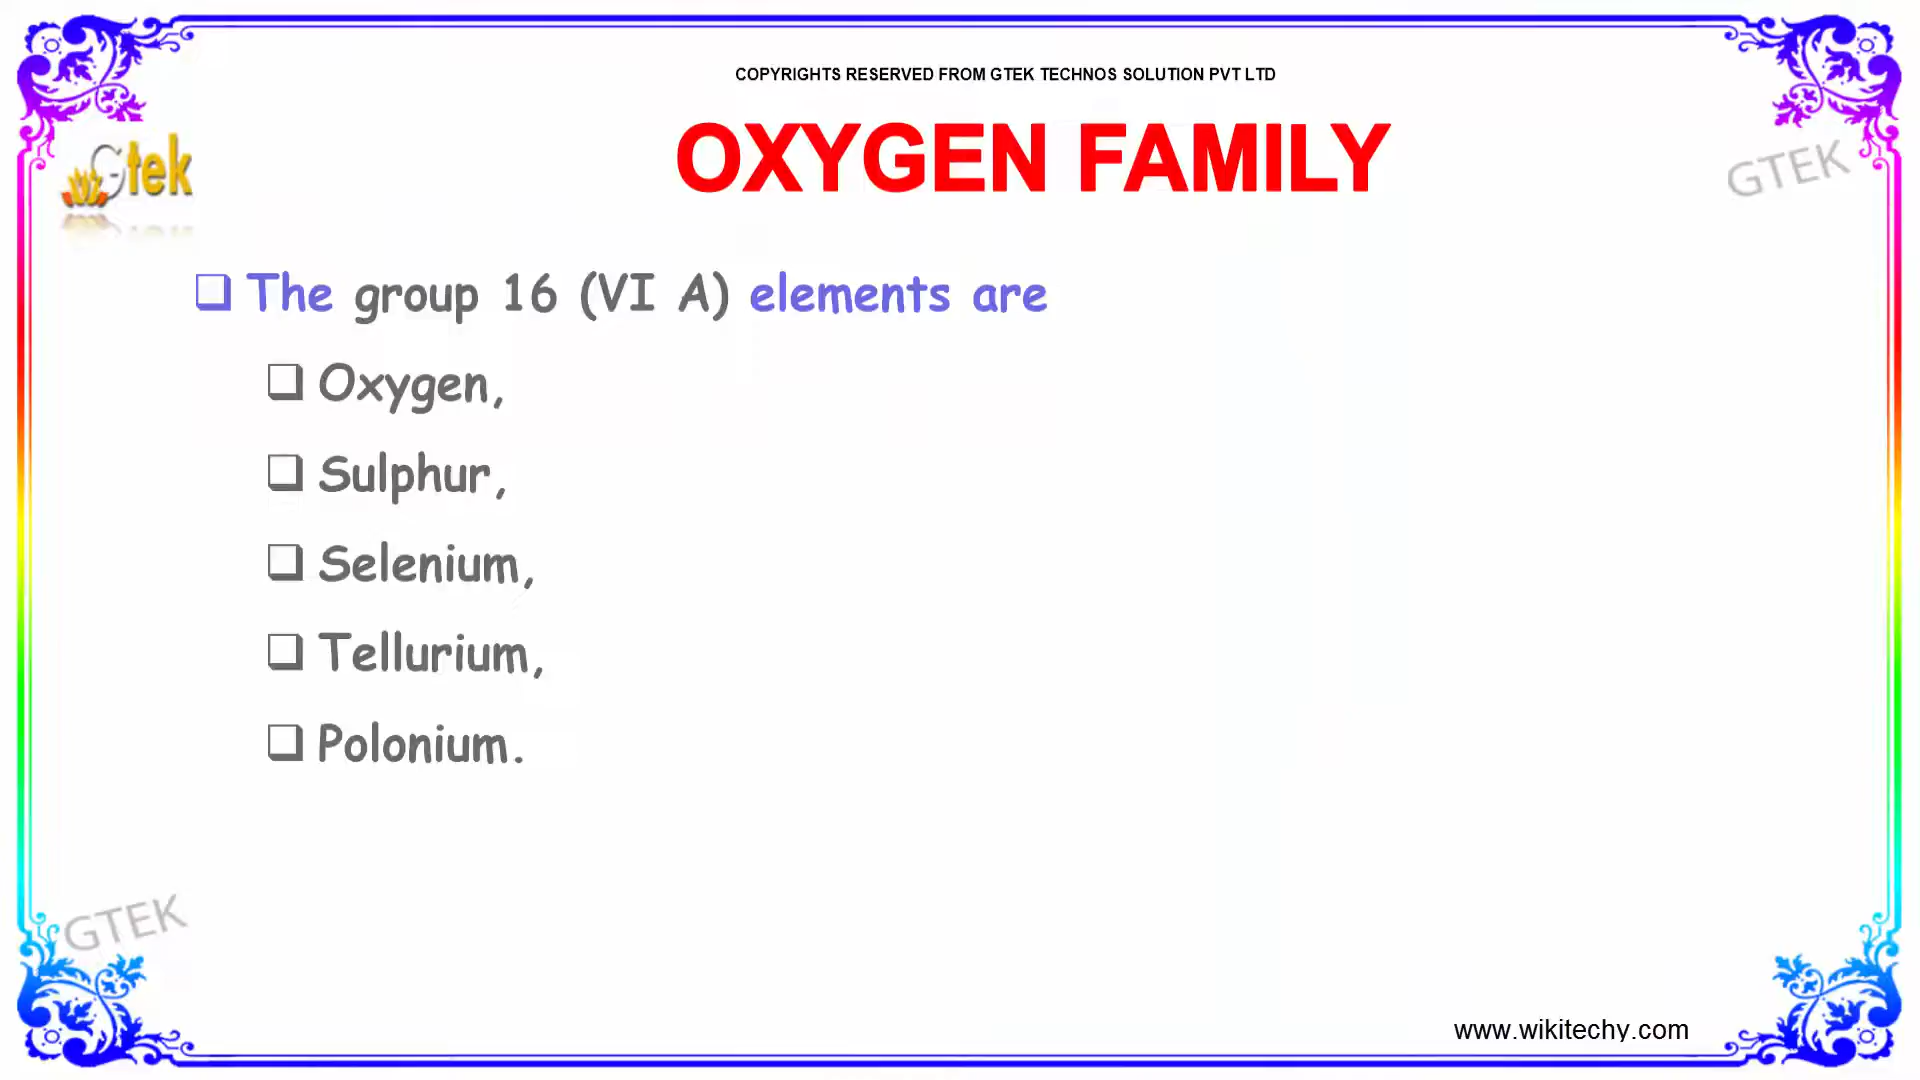 COPYRIGHTS RESERVED FROM GTEK TECHNOS SOLUTION PVT LTD
OXYGEN FAMILY
Gtek
GTEK
The group 16 (VI A) elements are
Oxygen,
Sulphur,
Selenium,
Tellurium,
Polonium.
GTEK
www.wikitechy.com